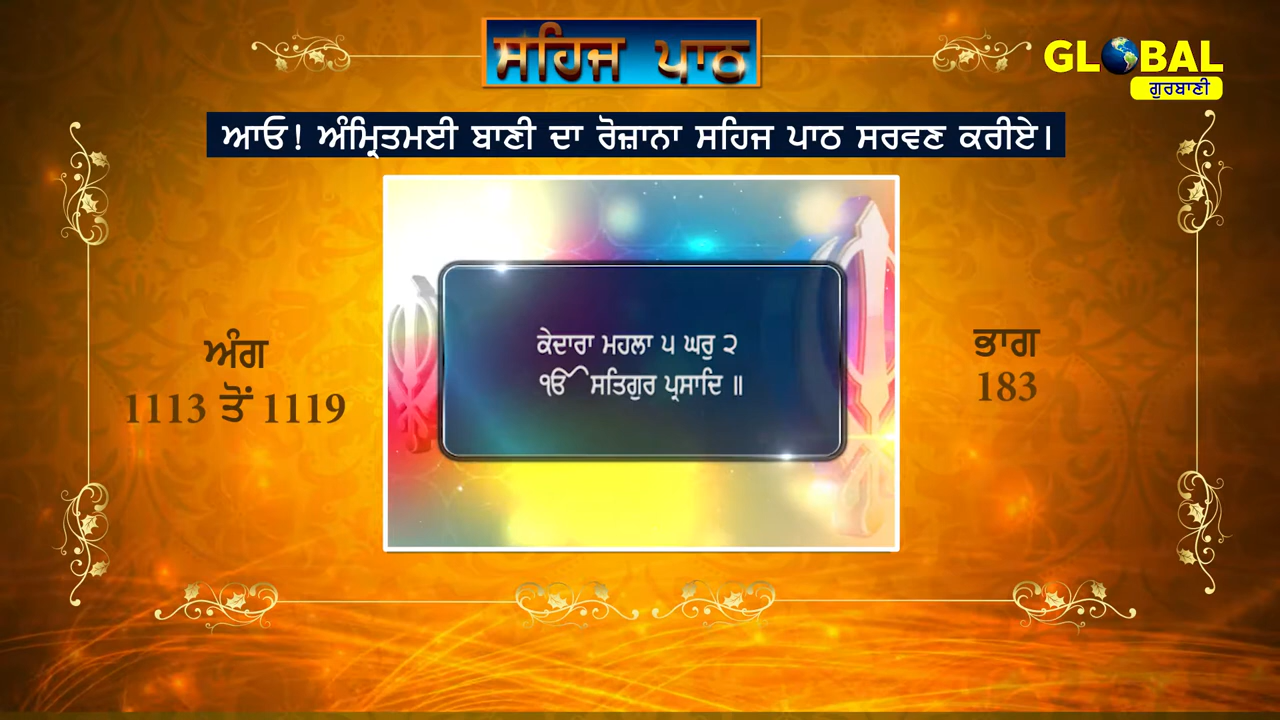 ਸਹਿਜ ਪਾਠ
GLOBAL
ਗੁਰਬਾਣੀ
ਆਓ! ਅੰਮ੍ਰਿਤਮਈ ਬਾਣੀ ਦਾ ਰੋਜ਼ਾਨਾ ਸਹਿਜ ਪਾਠ ਸਰਵਣ ਕਰੀਏ।
ਅੰਗ
1113 ਤੋਂ 1119
ਕੇਦਾਰਾ ਮਹਲਾ ੫ ਘਰੁ ੨
ੴ ਸਤਿਗੁਰ ਪ੍ਰਸਾਦਿ ॥
ਭਾਗ
183